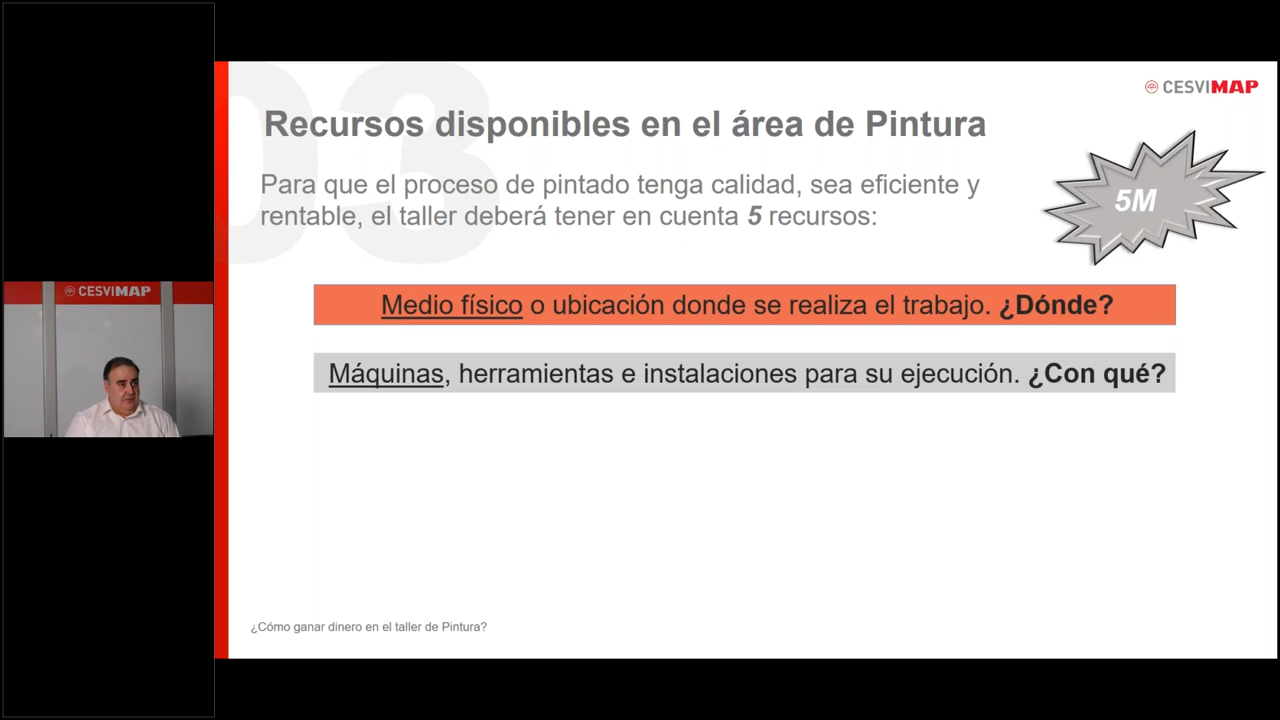 03
CESVIMAP
Recursos disponibles en el área de Pintura
Para que el proceso de pintado tenga calidad, sea eficiente y
rentable, el taller deberá tener en cuenta 5 recursos:
5M
Medio físico o ubicación donde se realiza el trabajo. ¿Dónde?
CESVIMAP
Máquinas, herramientas e instalaciones para su ejecución. ¿Con qué?
¿Cómo ganar dinero en el taller de Pintura?